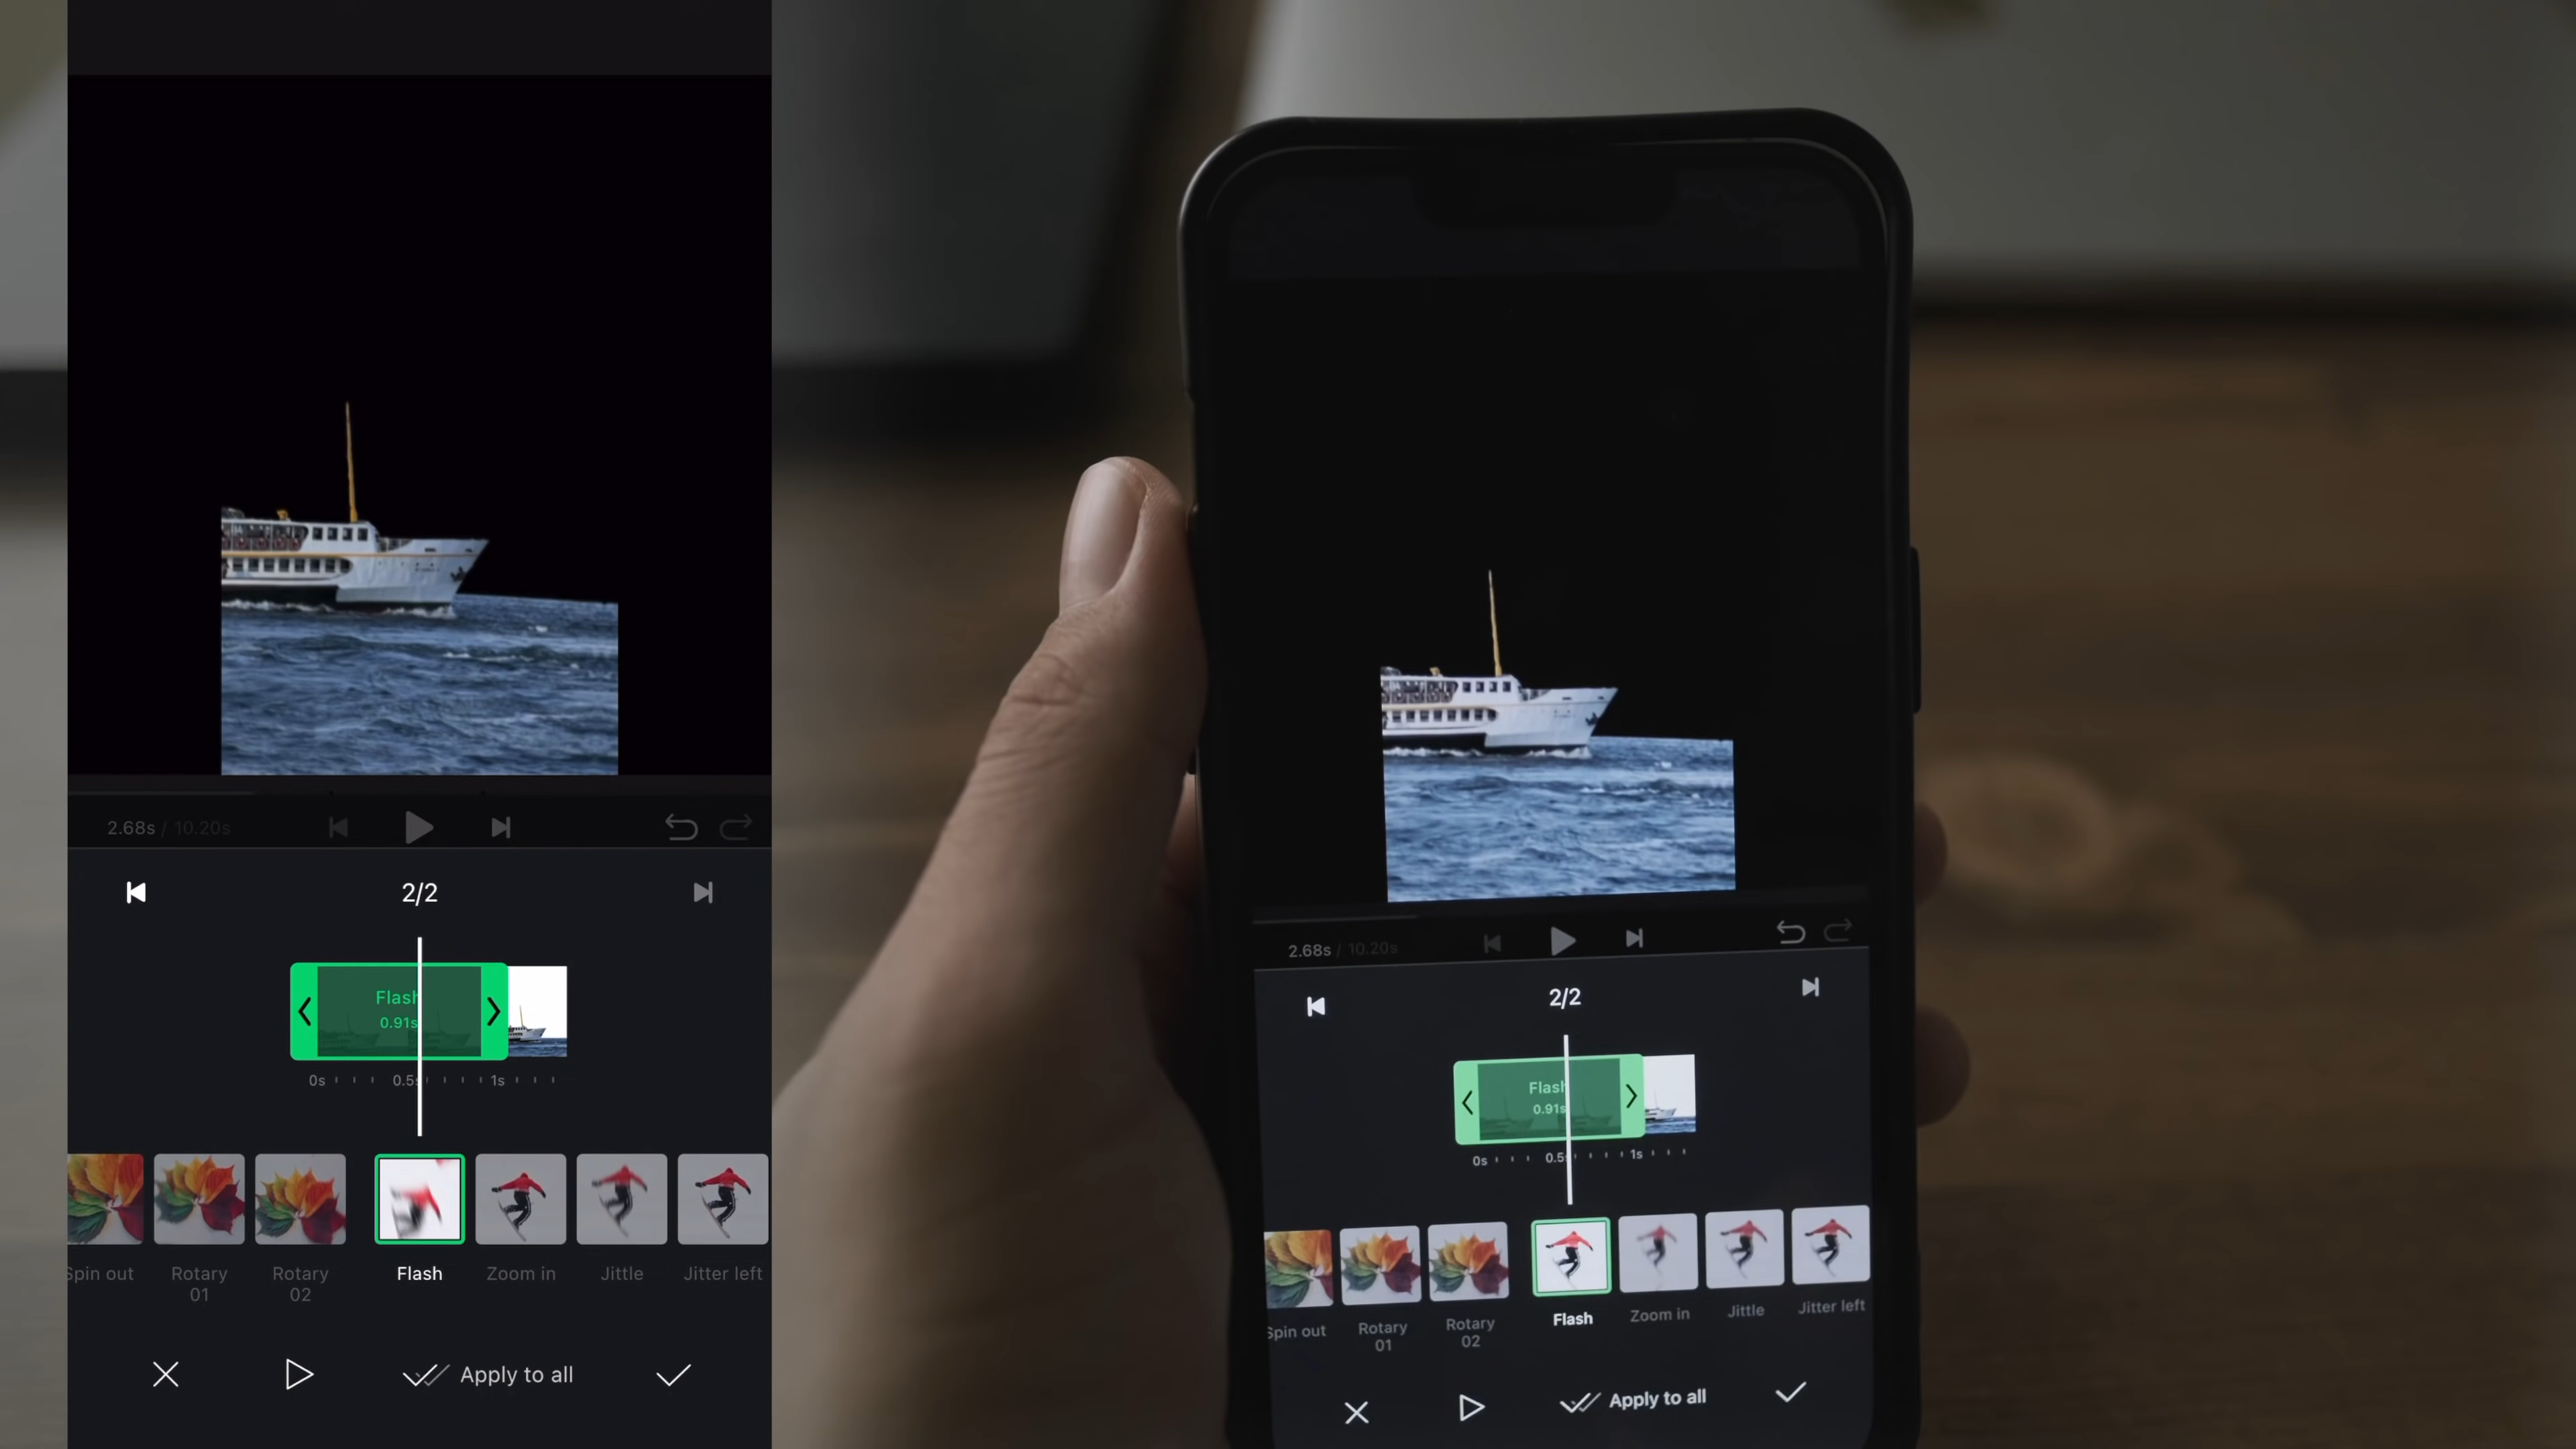 2.68s / 10.20s
2/2
Flash
0.91s
0s
0.5s
1s
Spin out
Rotary
01
Rotary
02
Flash
Zoom in
Jittle
Jitter left
Apply to all
2.68s / 10.20s
2/2
Flash
0.91s
0s
0.5s
1s
Spin out
Rotary
01
Rotary
02
Flash
Zoom in
Jittle
Jitter left
Apply to all